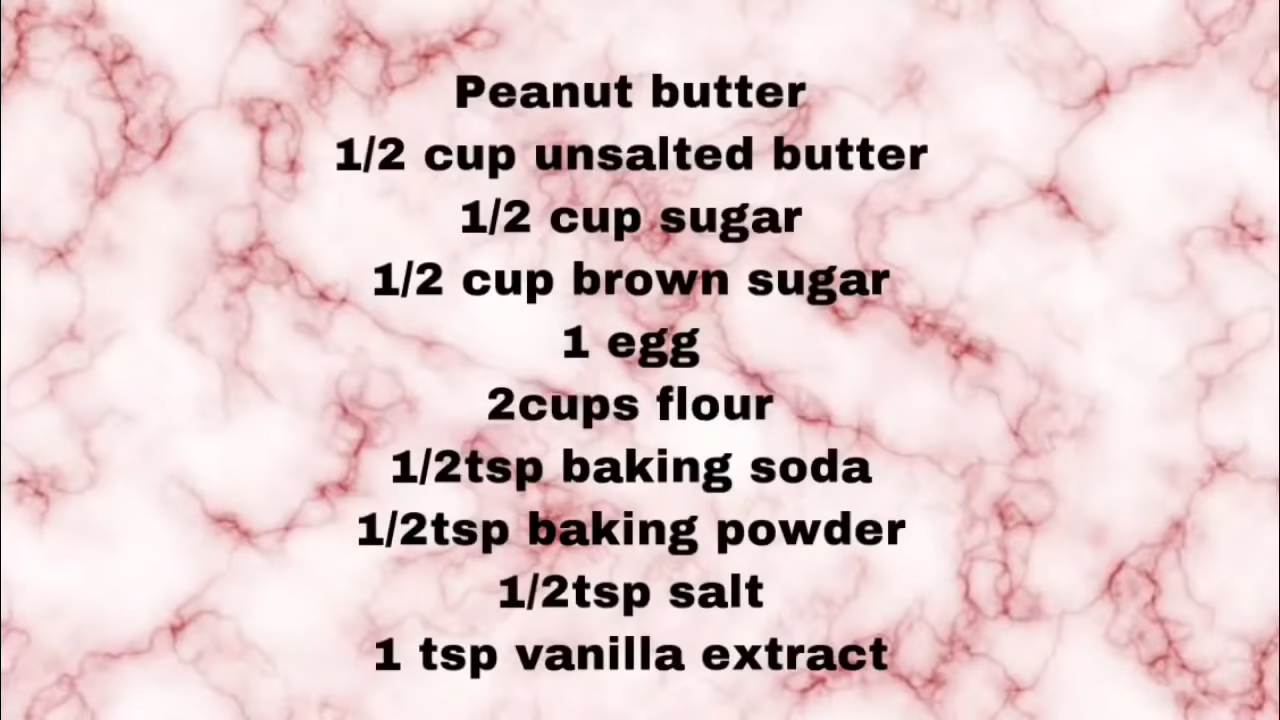 Peanut butter
1/2 cup unsalted butter
1/2 cup sugar
1/2 cup brown sugar
1 egg
2cups flour
1/2tsp baking soda
1/2tsp baking powder
1/2tsp salt
1 tsp vanilla extract